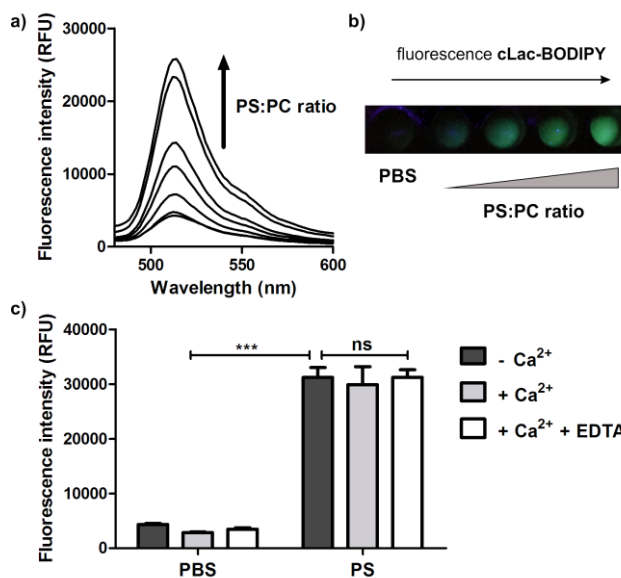 a)
Fluorescence intensity (RFU)
30000
20000
10000
0
500
550
600
Wavelength (nm)
PS:PC ratio
b)
fluorescence cLac-BODIPY
PBS
PS:PC ratio
c)
Fluorescence intensity (RFU)
40000
30000
20000
10000
0
***
ns
PBS
PS
- Ca²⁺
+ Ca²⁺
+ Ca²⁺ + EDTA